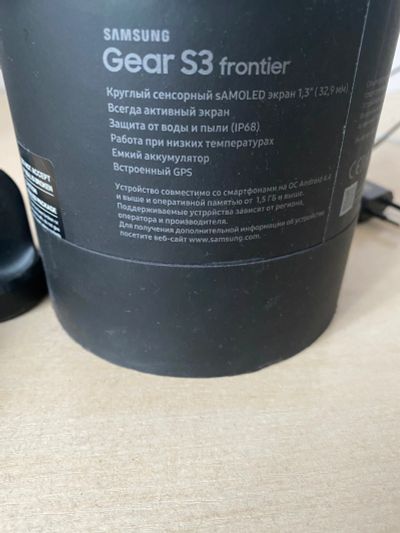 SAMSUNG
Gear S3 frontier
Круглый сенсорный sAMOLED экран 1,3" ( 32,9 мм)
Всегда активный экран
Защита от воды и пыли (IP68)
Работа при низких температурах
Емкий аккумулятор
Встроенный GPS
Устройство совместимо со смартфонами на ОС Android 4.4
и выше и оперативной памятью от 1,5 ГБ и выше.
Поддерживаемые устройства зависят от региона,
оператора и производителя.
Для получения дополнительной информации об устройстве
посетите веб-сайт www.samsung.com.
ACCEPT